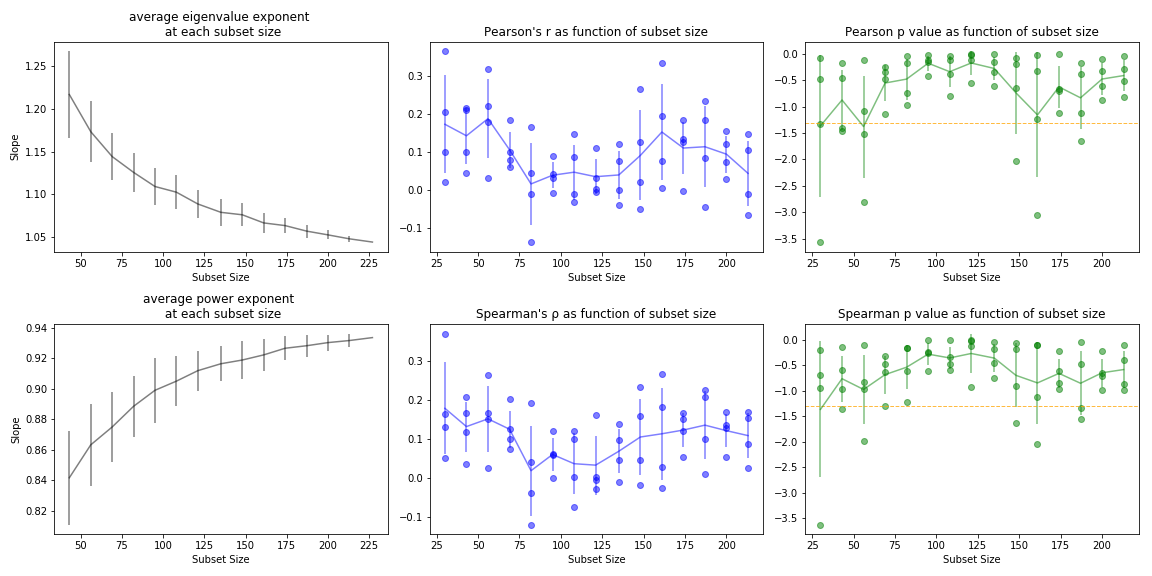 average eigenvalue exponent
at each subset size
Slope
1.25
1.20
1.15
1.10
1.05
50 75 100 125 150 175 200 225
Subset Size
Pearson's r as function of subset size
0.3
0.2
0.1
0.0
−0.1
25 50 75 100 125 150 175 200
Subset Size
Pearson p value as function of subset size
0.0
−0.5
−1.0
−1.5
−2.0
−2.5
−3.0
−3.5
25 50 75 100 125 150 175 200
Subset Size
average power exponent
at each subset size
Slope
0.94
0.92
0.90
0.88
0.86
0.84
0.82
50 75 100 125 150 175 200 225
Subset Size
Spearman's ρ as function of subset size
0.3
0.2
0.1
0.0
−0.1
25 50 75 100 125 150 175 200
Subset Size
Spearman p value as function of subset size
0.0
−0.5
−1.0
−1.5
−2.0
−2.5
−3.0
−3.5
25 50 75 100 125 150 175 200
Subset Size